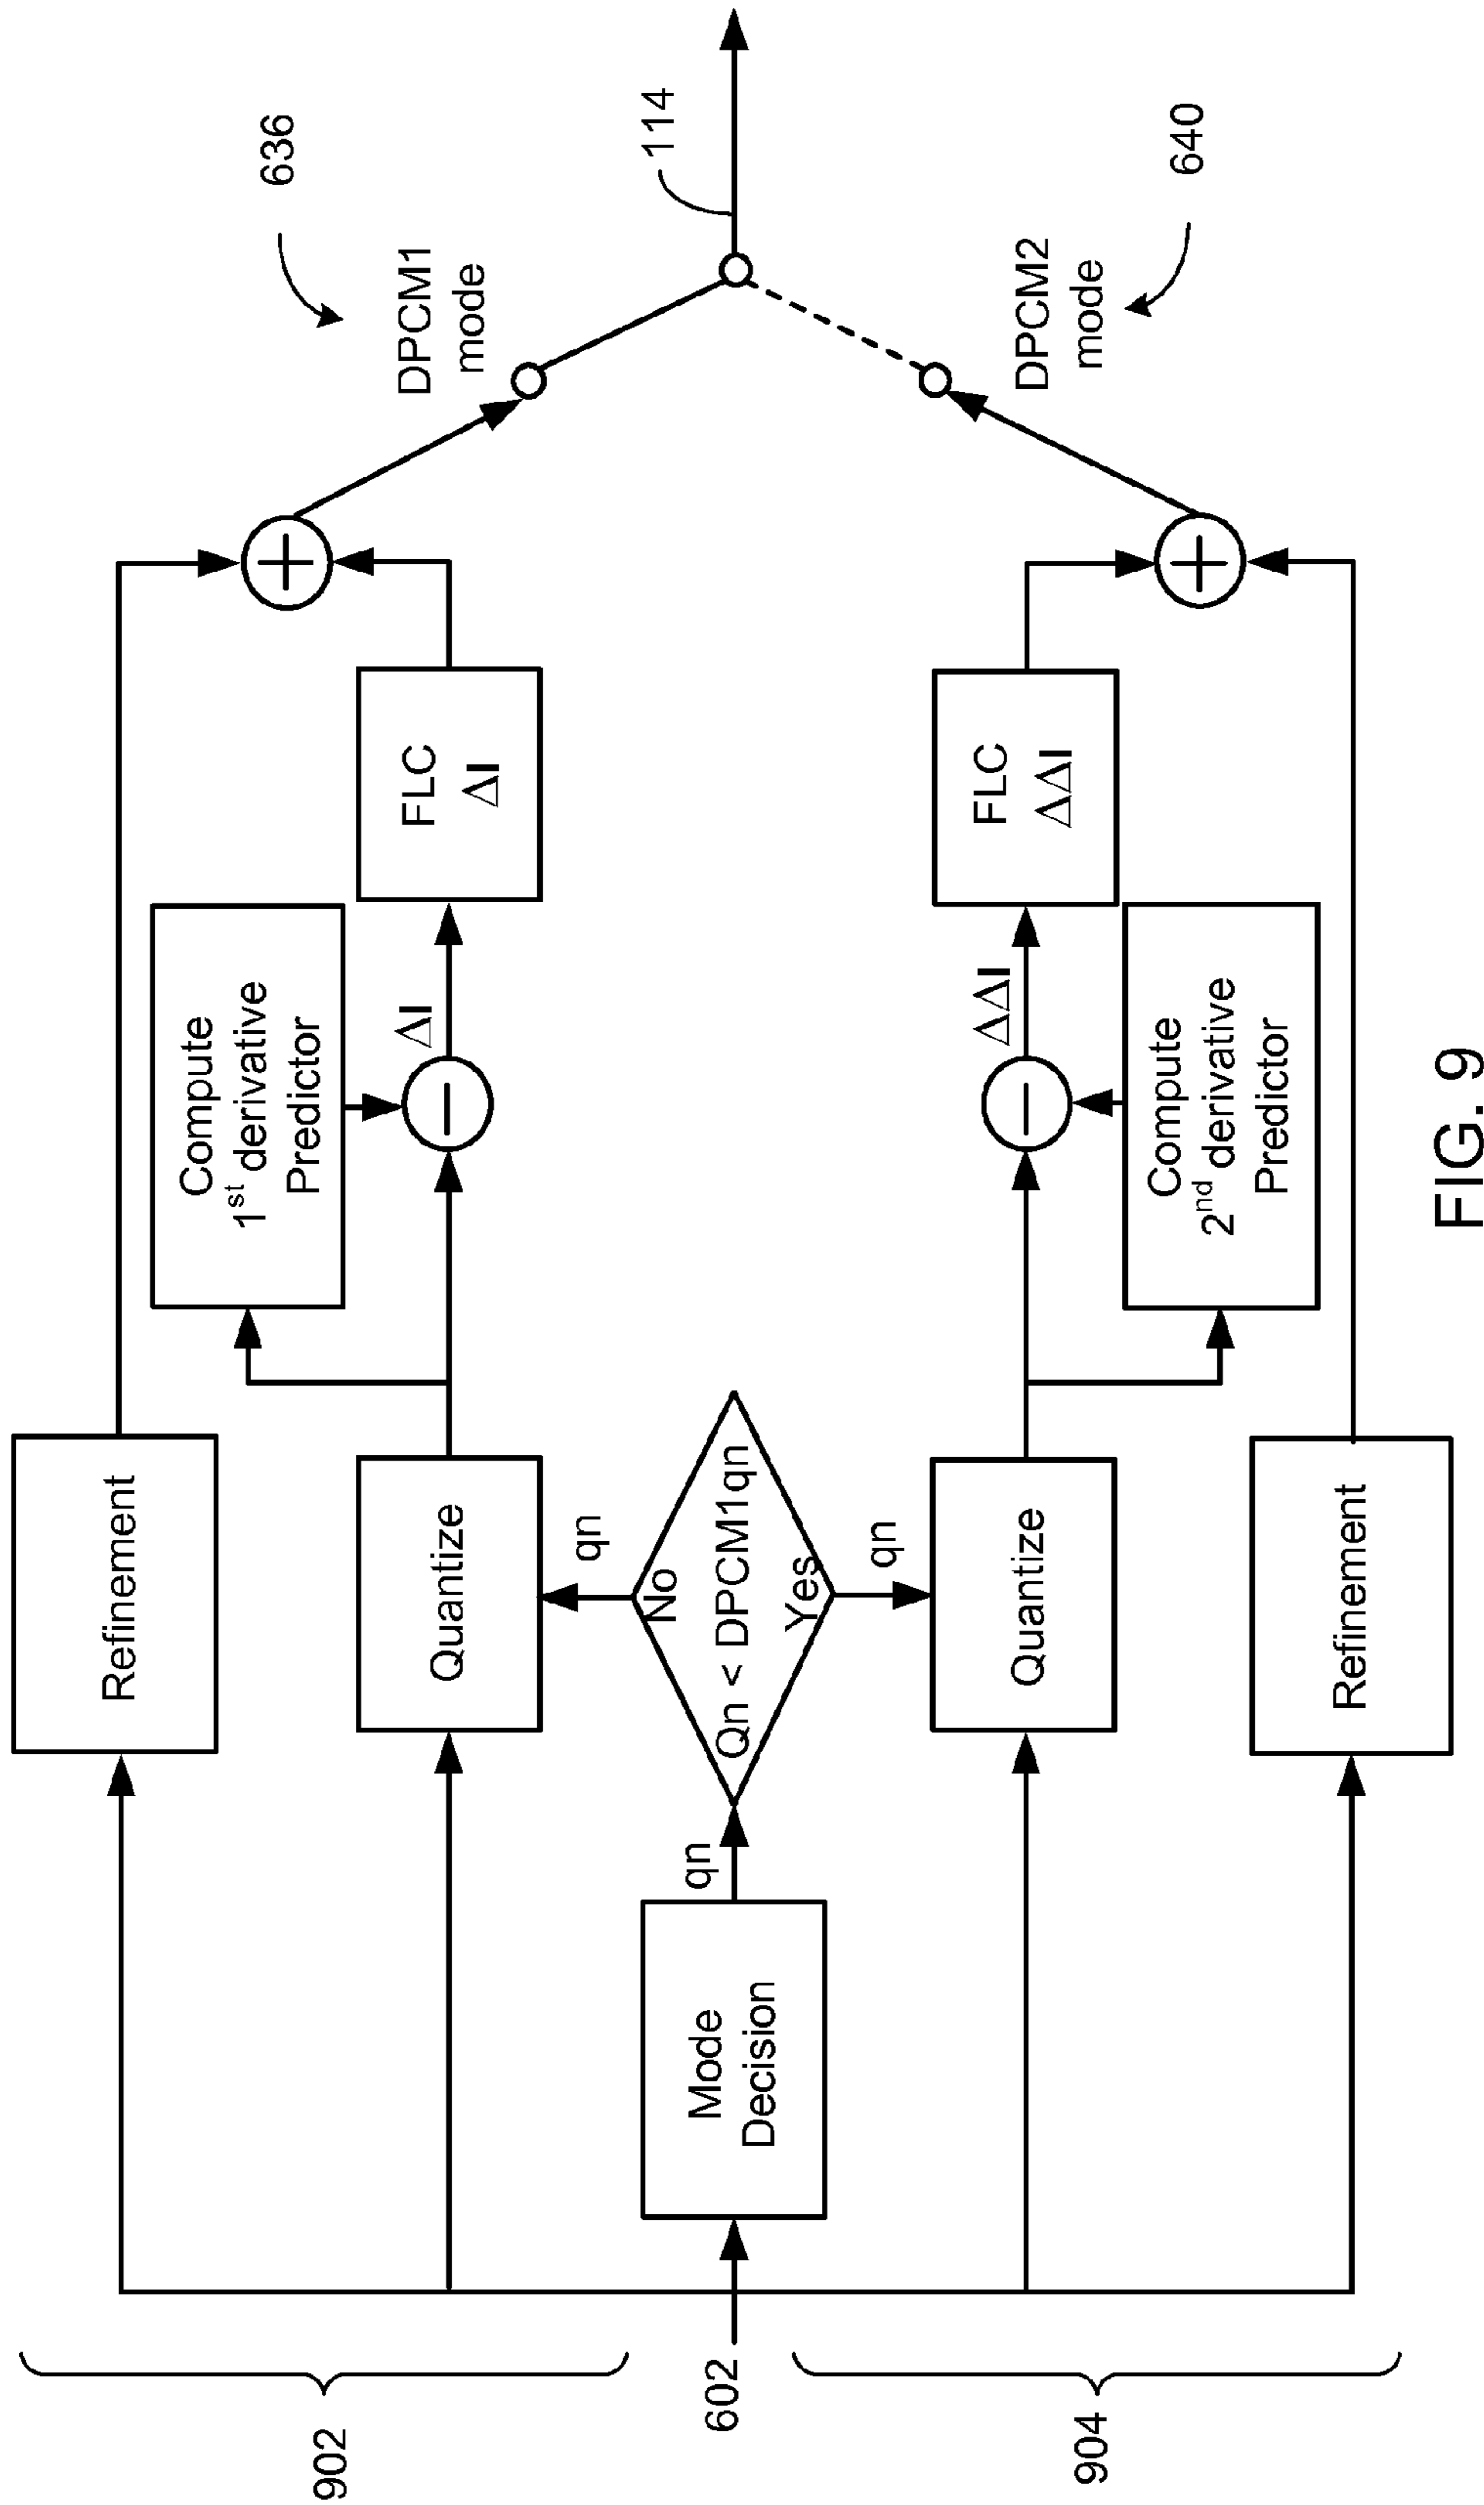 902
602
904
Refinement
Quantize
Mode
Decision
qn
No
Qn < DPCM1qn
Yes
qn
qn
Quantize
Refinement
Compute
1st derivative
Predictor
ΔI
ΔΔI
Compute
2nd derivative
Predictor
FLC
ΔI
FLC
ΔΔI
636
DPCM1
mode
114
DPCM2
mode
640
FIG. 9